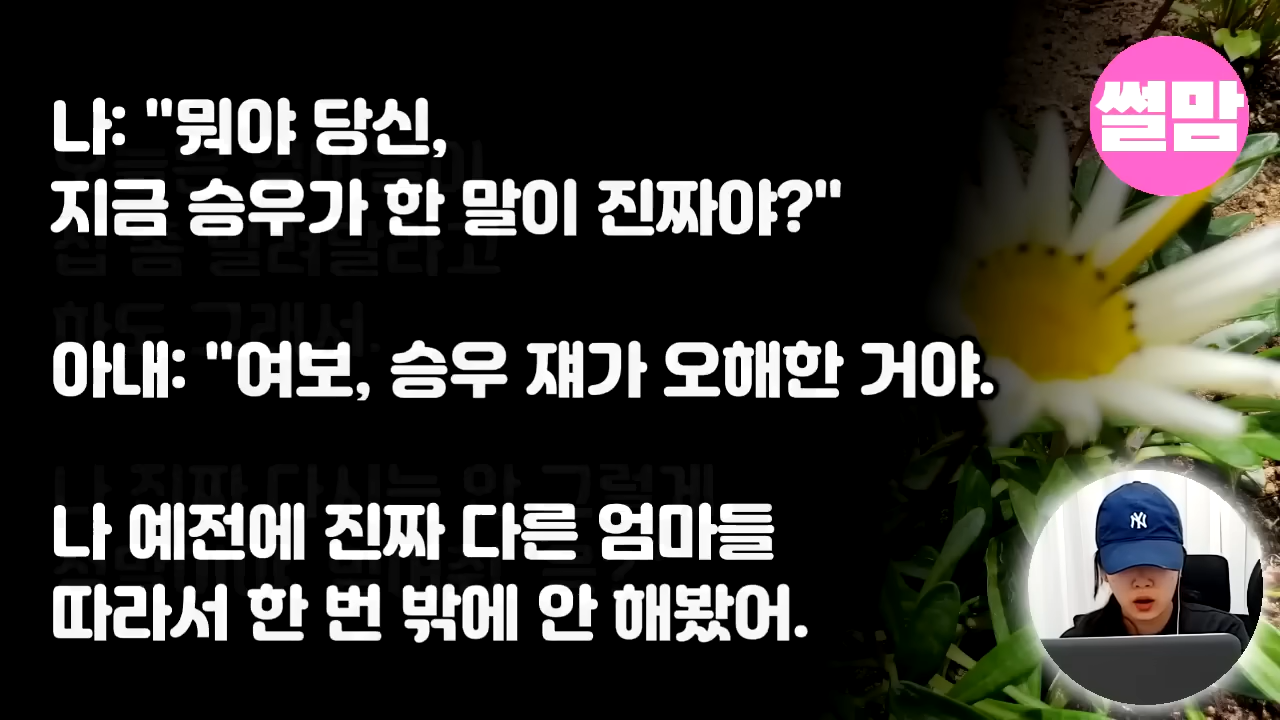 썰맘
나: "뭐야 당신,
지금 승우가 한 말이 진짜야?"
아내: "여보, 승우 쟤가 오해한 거야.
나 예전에 진짜 다른 엄마들
따라서 한 번 밖에 안 해봤어.
NY